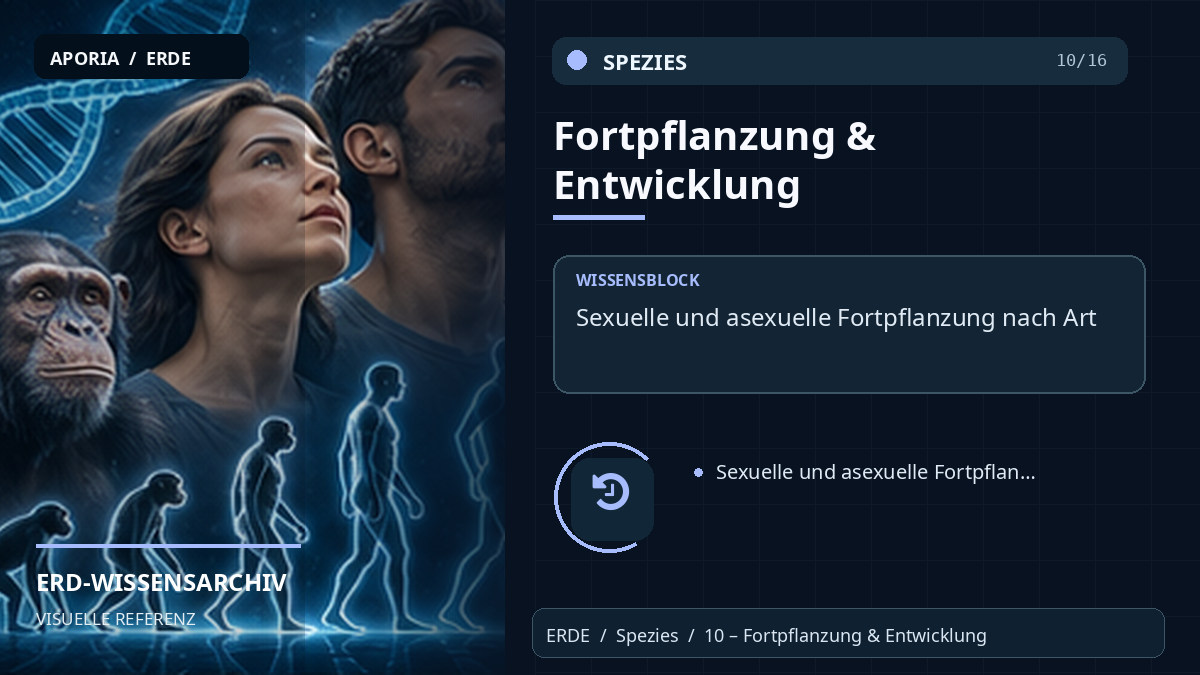 APORIA / ERDE
ERD-WISSENSARCHIV
VISUELLE REFERENZ
SPEZIES
10/16
Fortpflanzung &
Entwicklung
WISSENSBLOCK
Sexuelle und asexuelle Fortpflanzung nach Art
Sexuelle und asexuelle Fortpflan…
ERDE / Spezies / 10 – Fortpflanzung & Entwicklung